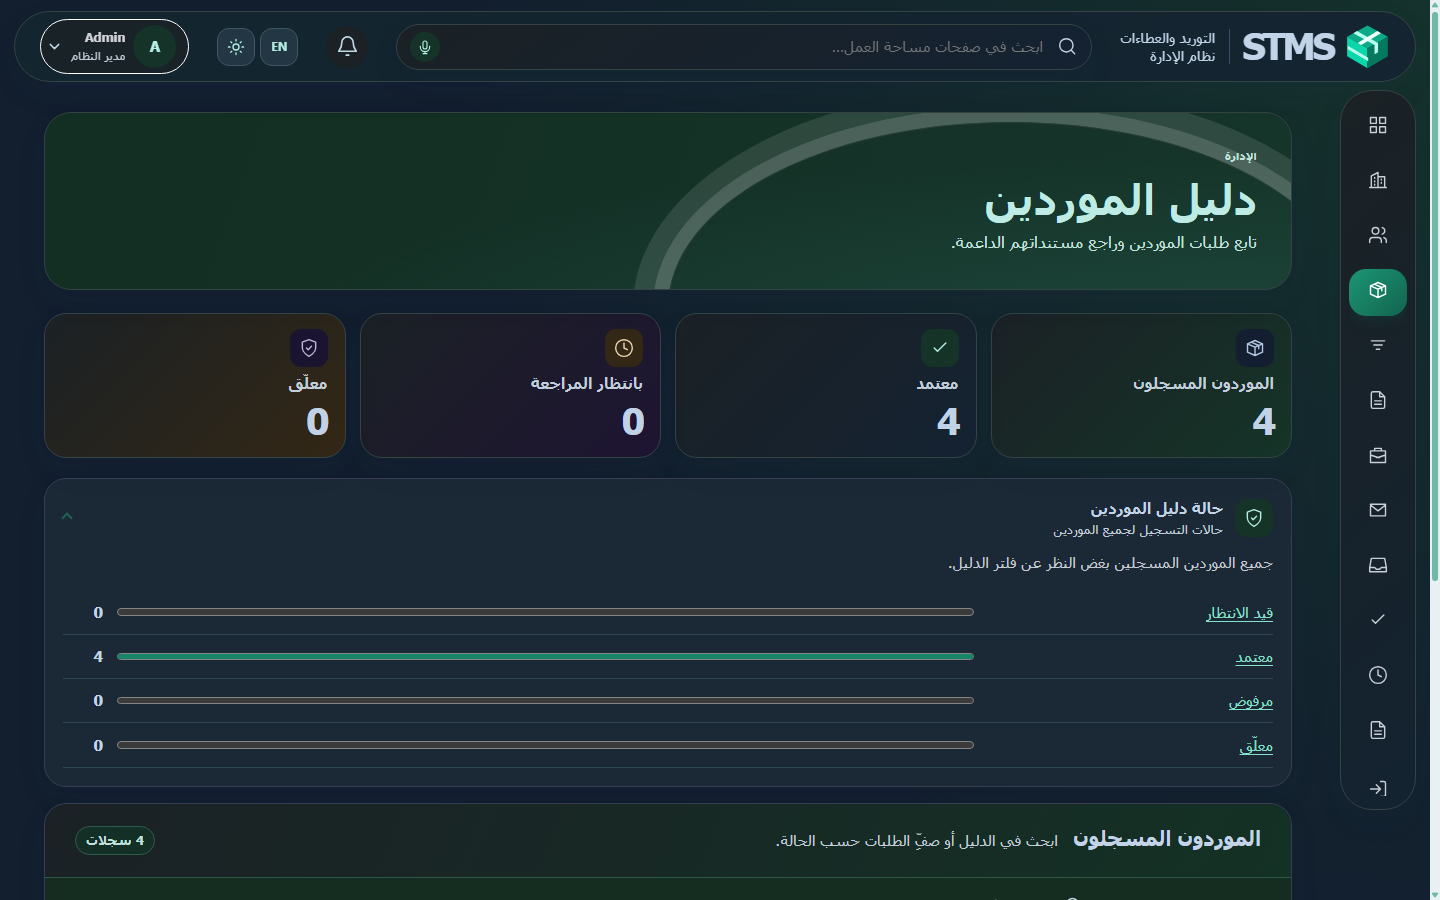 STMS
التوريد والعطاءات
نظام الإدارة
ابحث في صفحات مساحة العمل...
EN
A
Admin
مدير النظام
الإدارة
دليل الموردين
تابع طلبات الموردين وراجع مستنداتهم الداعمة.
الموردون المسجلون
4
معتمد
4
بانتظار المراجعة
0
معلّق
0
حالة دليل الموردين
حالات التسجيل لجميع الموردين
جميع الموردين المسجلين بغض النظر عن فلتر الدليل.
قيد الانتظار 0
معتمد 4
مرفوض 0
معلّق 0
الموردون المسجلون ابحث في الدليل أو صفِّ الطلبات حسب الحالة.
4 سجلات